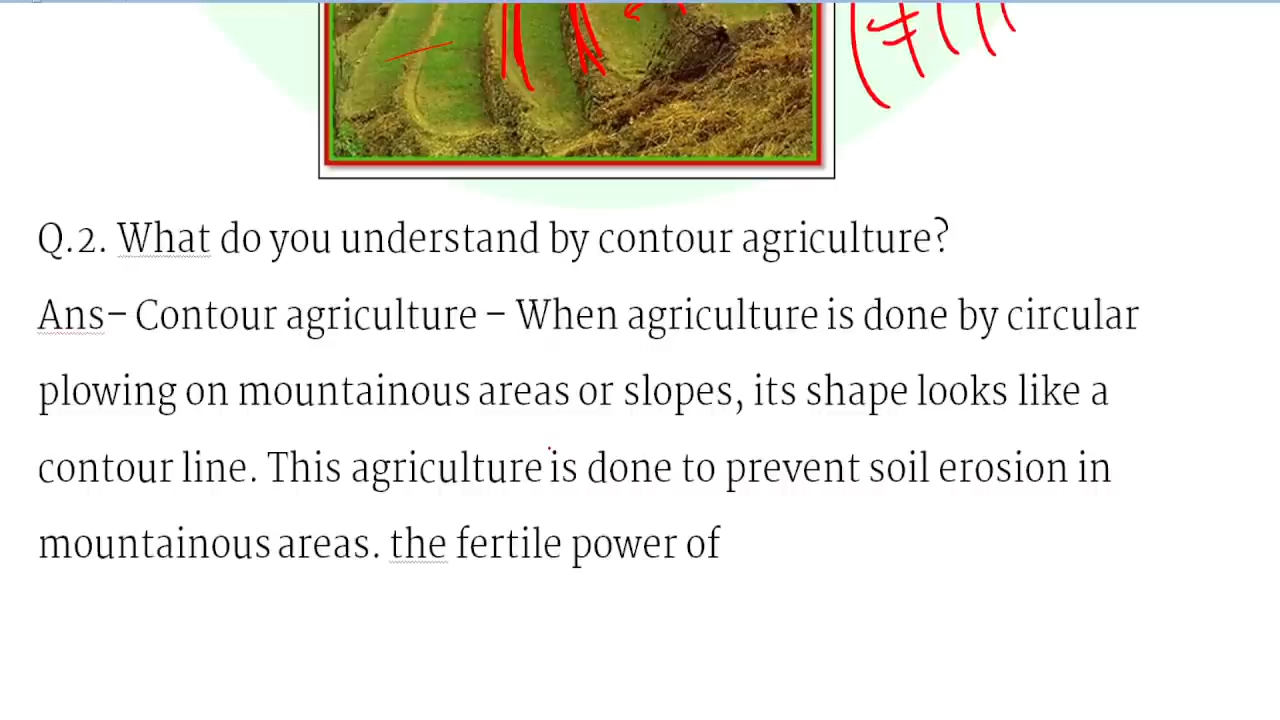 Q.2. What do you understand by contour agriculture?
Ans– Contour agriculture – When agriculture is done by circular
plowing on mountainous areas or slopes, its shape looks like a
contour line. This agriculture is done to prevent soil erosion in
mountainous areas. the fertile power of